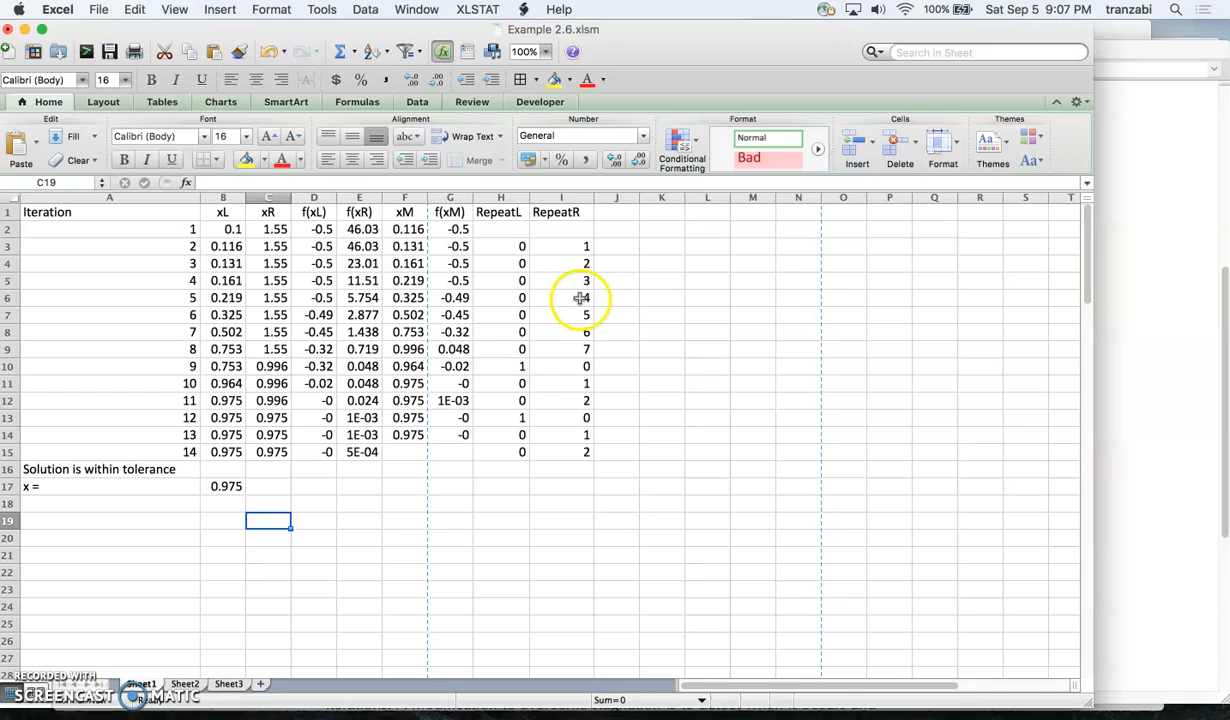 Excel File Edit View Insert Format Tools Data Window XLSTAT Help 100% Sat Sep 5 9:07 PM tranzabi
Example 2.6.xlsm
100% Search in Sheet
Calibri (Body) 16 B I U $ %
Home Layout Tables Charts SmartArt Formulas Data Review Developer
Edit Font Alignment Number Format Cells Themes
Paste Fill Calibri (Body) 16 abc Wrap Text General Normal
Clear B I U Merge % Conditional Formatting Bad Insert Delete Format Themes Aa
C19 fx
A B C D E F G H I J K L M N O P Q R S T
1 Iteration xL xR f(xL) f(xR) xM f(xM) RepeatL RepeatR
2 1 0.1 1.55 -0.5 46.03 0.116 -0.5
3 2 0.116 1.55 -0.5 46.03 0.131 -0.5 0 1
4 3 0.131 1.55 -0.5 23.01 0.161 -0.5 0 2
5 4 0.161 1.55 -0.5 11.51 0.219 -0.5 0 3
6 5 0.219 1.55 -0.5 5.754 0.325 -0.49 0 4
7 6 0.325 1.55 -0.49 2.877 0.502 -0.45 0 5
8 7 0.502 1.55 -0.45 1.438 0.753 -0.32 0 6
9 8 0.753 1.55 -0.32 0.719 0.996 0.048 0 7
10 9 0.753 0.996 -0.32 0.048 0.964 -0.02 1 0
11 10 0.964 0.996 -0.02 0.048 0.975 -0 0 1
12 11 0.975 0.996 -0 0.024 0.975 1E-03 0 2
13 12 0.975 0.975 -0 1E-03 0.975 -0 1 0
14 13 0.975 0.975 -0 1E-03 0.975 -0 0 1
15 14 0.975 0.975 -0 5E-04 0 2
16 Solution is within tolerance
17 x = 0.975
18
19
20
21
22
23
24
25
26
27
28
RECORDED WITH
SCREENCAST MATIC
Sheet1 Sheet2 Sheet3
Ready Sum=0